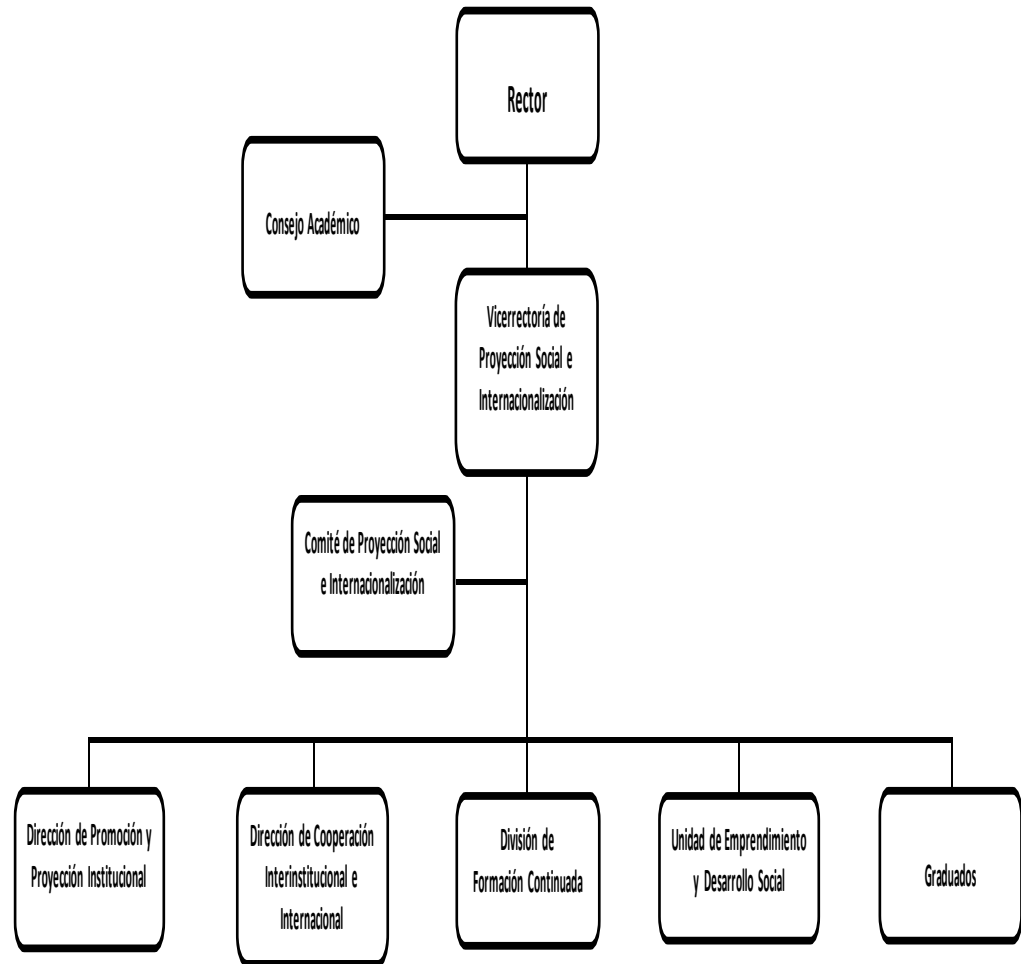 Rector
Consejo Académico
Vicerrectoría de
Proyección Social e
Internacionalización
Comité de Proyección Social
e Internacionalización
Dirección de Promoción y
Proyección Institucional
Dirección de Cooperación
Interinstitucional e
Internacional
División de
Formación Continuada
Unidad de Emprendimiento
y Desarrollo Social
Graduados